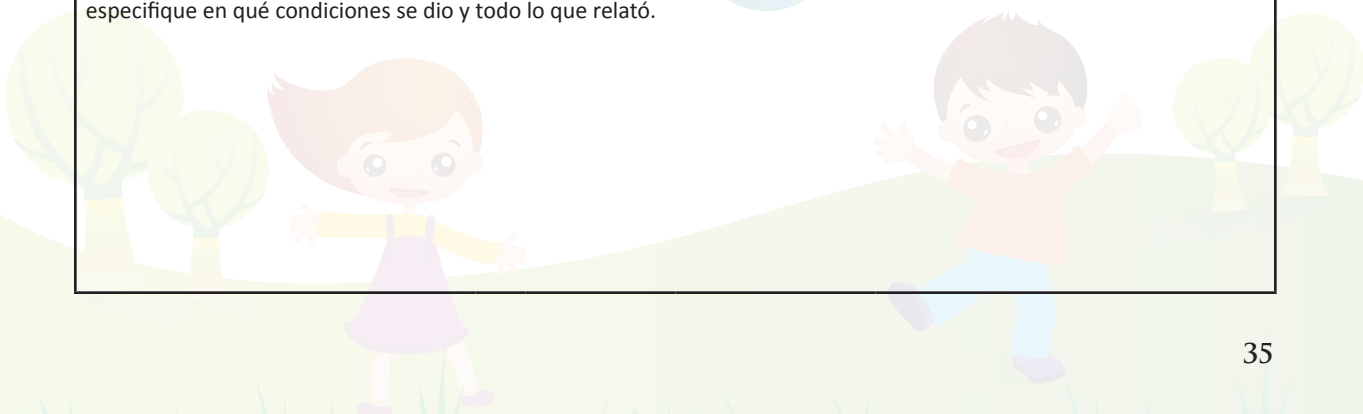 especifique en qué condiciones se dio y todo lo que relató.
35